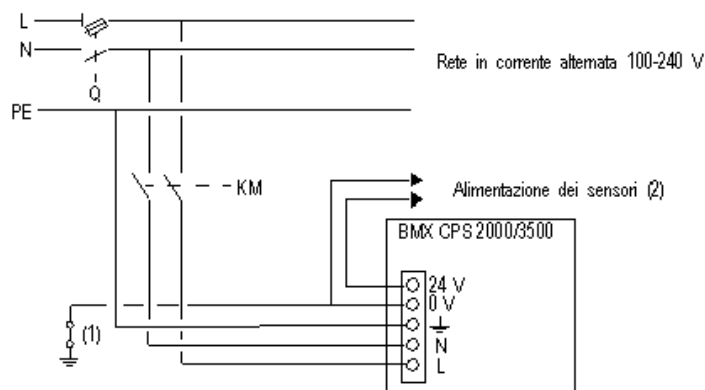 L
N
Rete in corrente alternata 100-240 V
Q
PE
KM
Alimentazione dei sensori (2)
BMX CPS 2000/3500
24 V
0 V
(1)
N
L